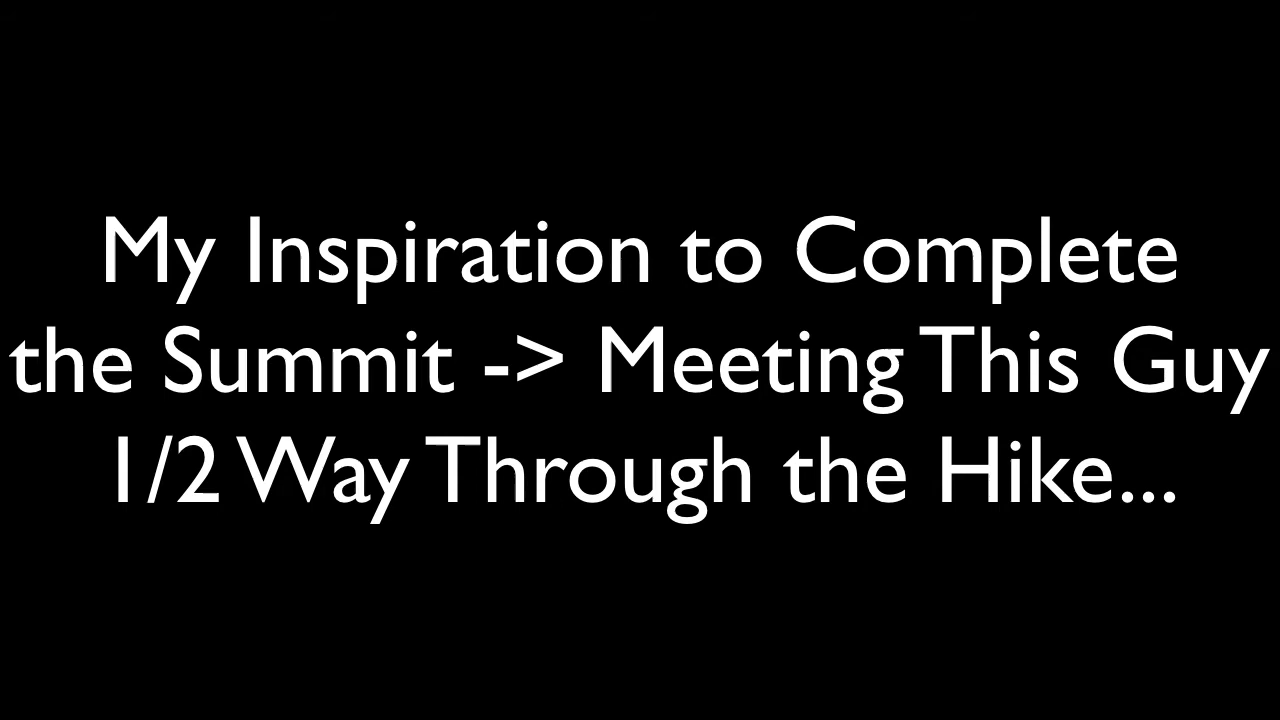 My Inspiration to Complete
the Summit -> Meeting This Guy
1/2 Way Through the Hike...